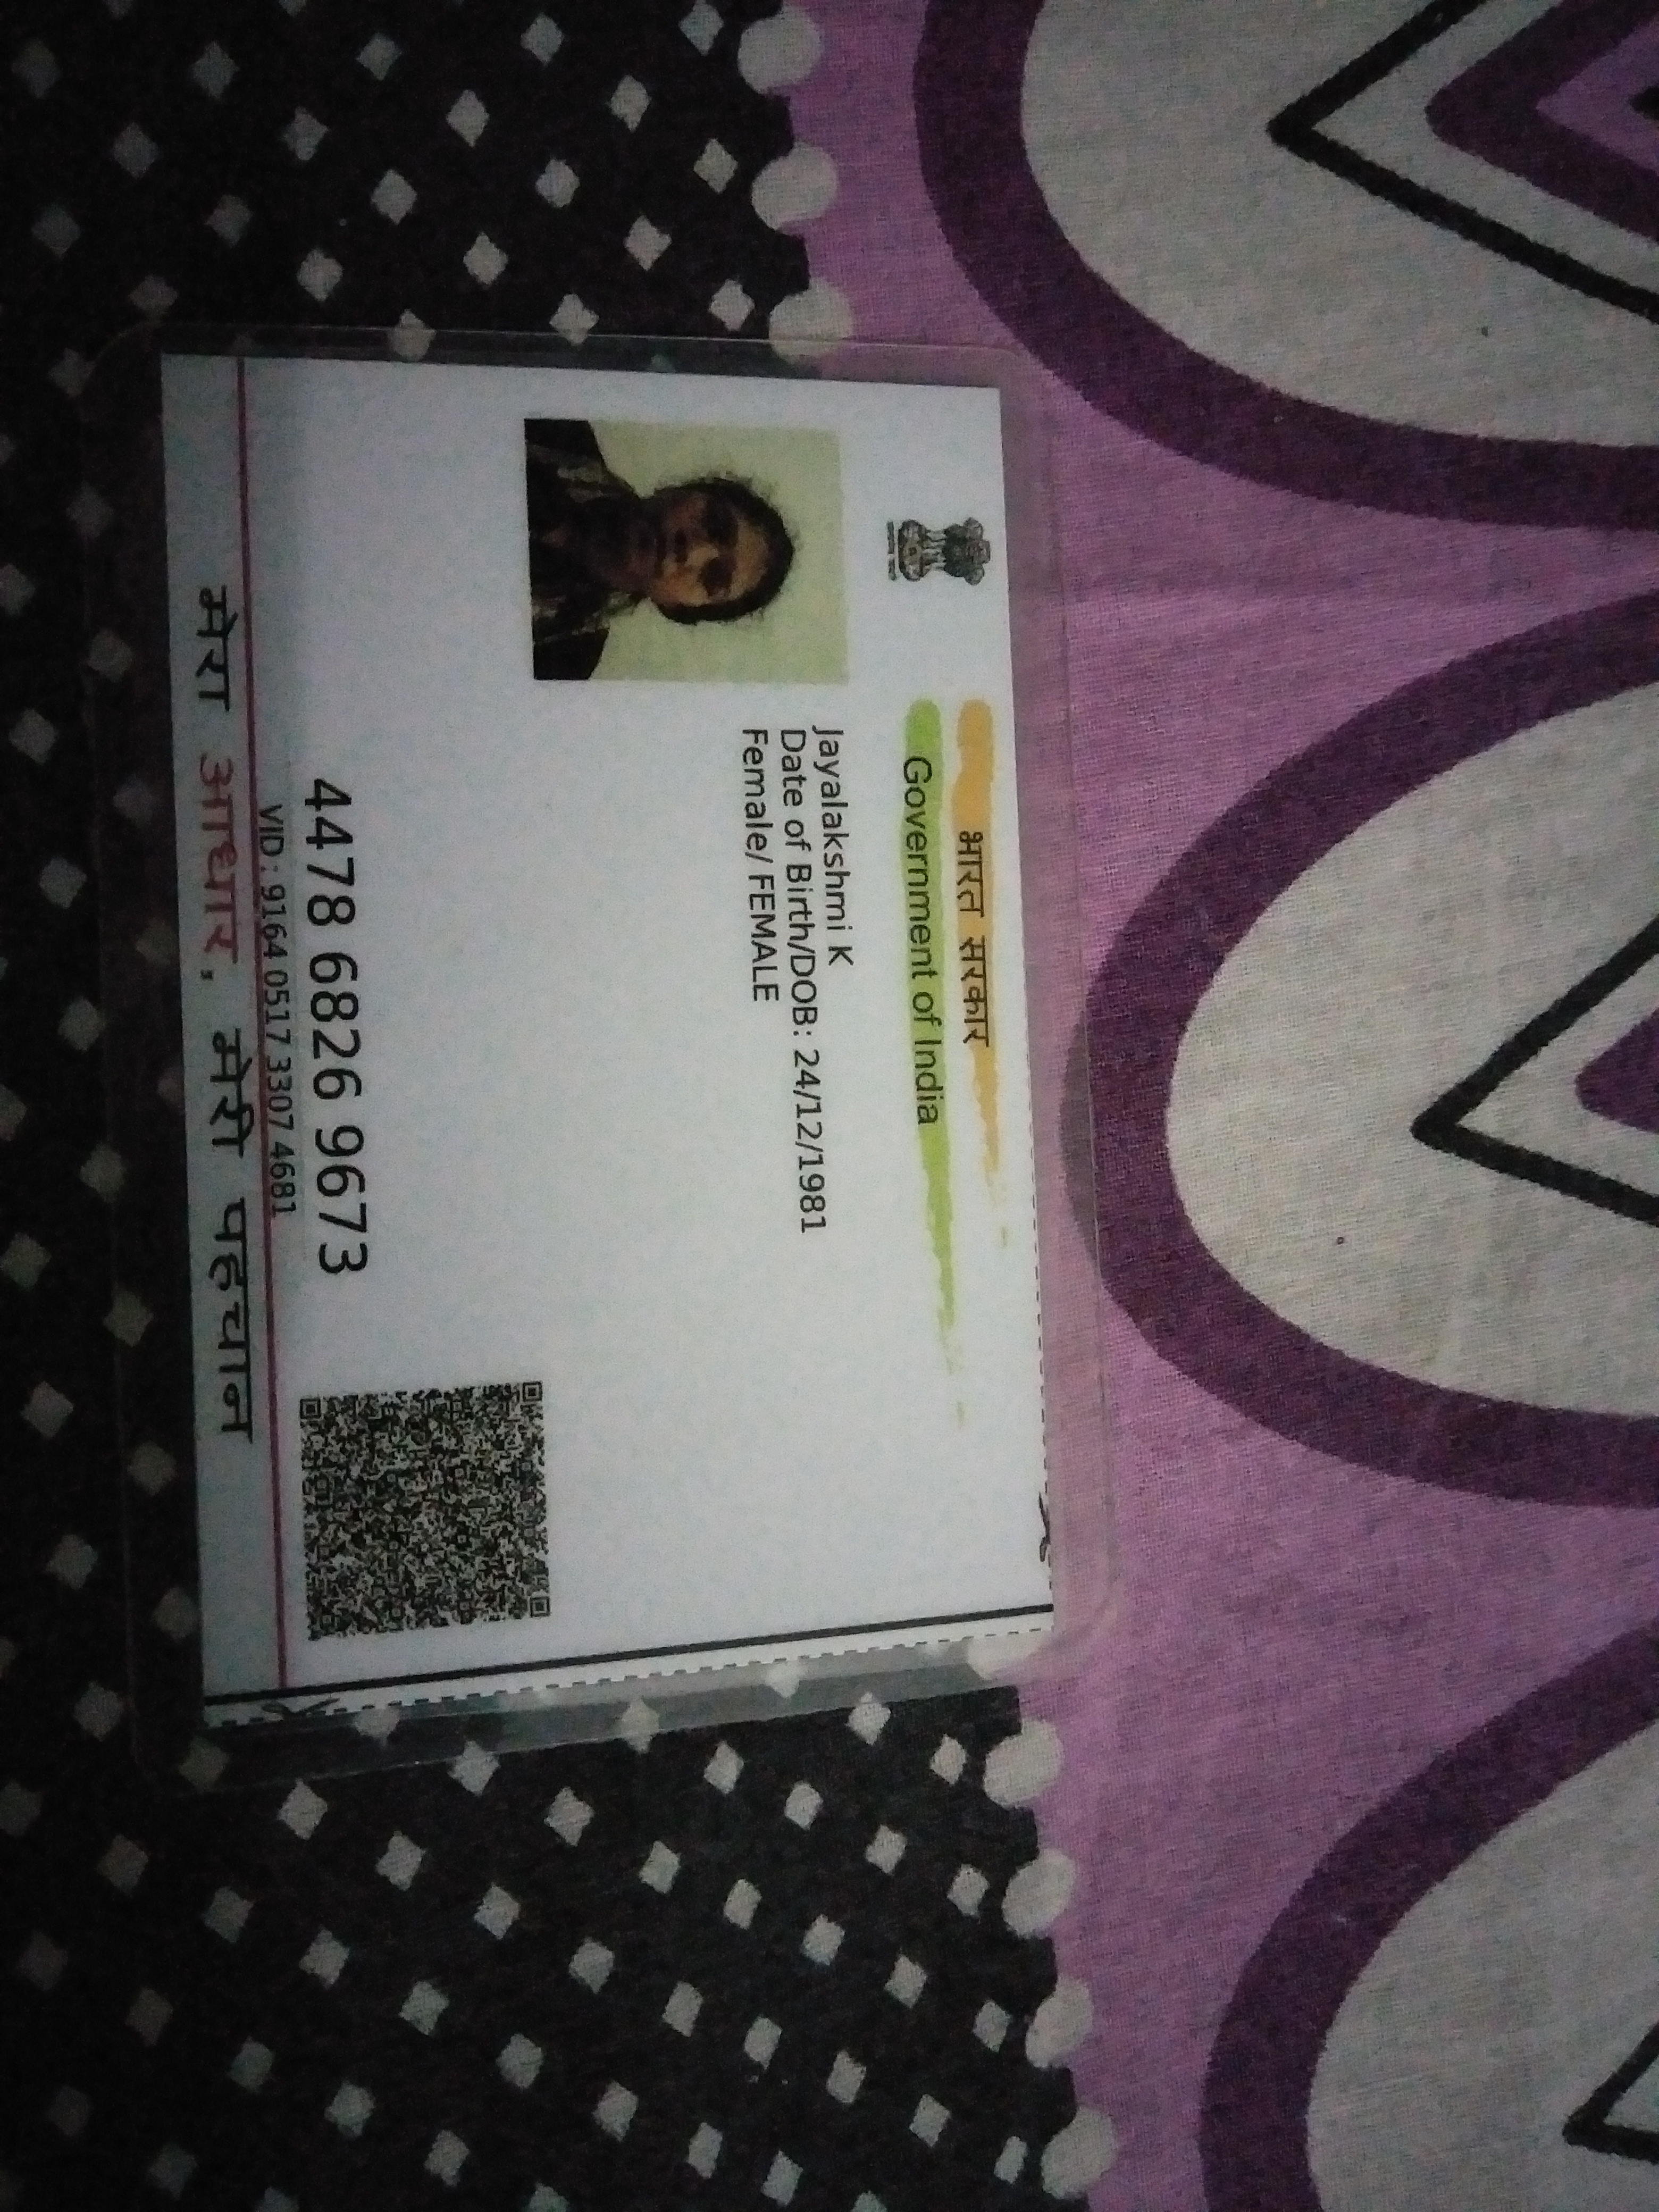 भारत सरकार
Government of India
Jayalakshmi K
Date of Birth/DOB: 24/12/1981
Female/ FEMALE
4478 6826 9673
VID : 9164 0517 3307 4681
मेरा आधार, मेरी पहचान